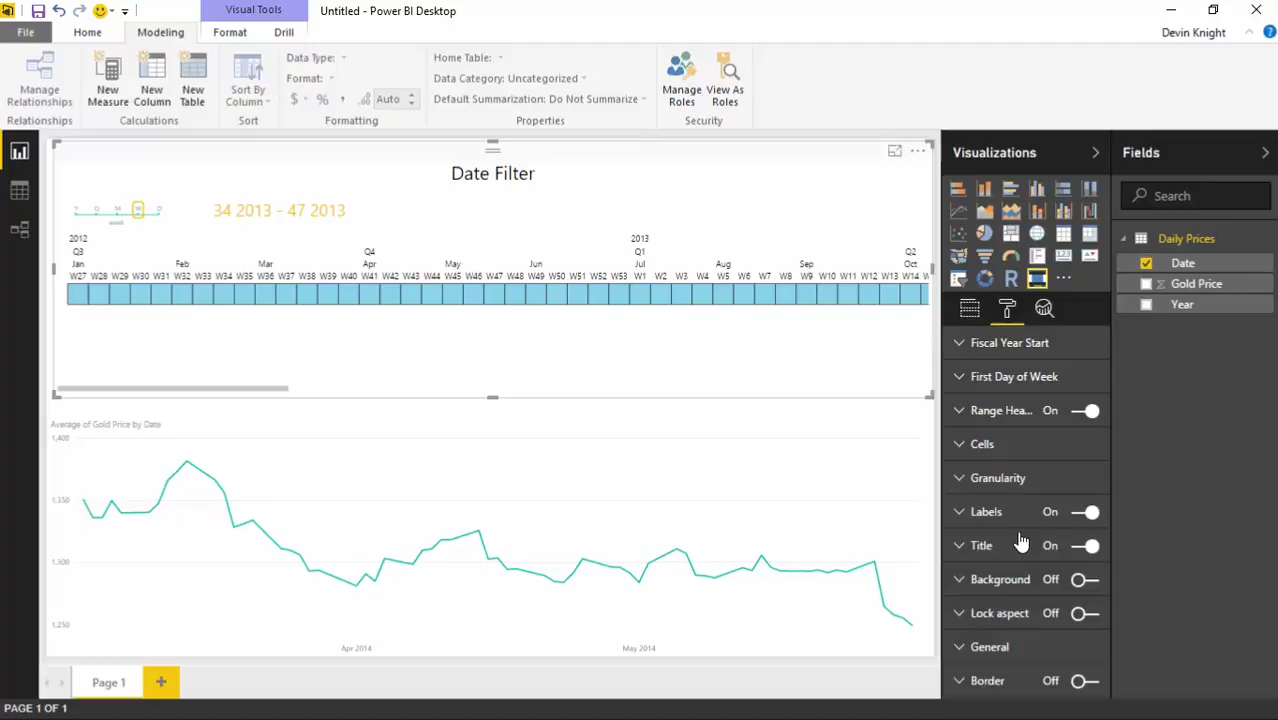 Visual Tools
Untitled - Power BI Desktop
File
Home
Modeling
Format
Drill
Devin Knight
Manage Relationships
New Measure
New Column
New Table
Sort By Column
Data Type:
Format:
$ % , Auto
Home Table:
Data Category: Uncategorized
Default Summarization: Do Not Summarize
Manage Roles
View As Roles
Relationships
Calculations
Sort
Formatting
Properties
Security
Date Filter
Y Q M W D
34 2013 - 47 2013
2012 2013
Q3 Q4 Q1 Q2
Jan Feb Mar Apr May Jun Jul Aug Sep Oct
W27 W28 W29 W30 W31 W32 W33 W34 W35 W36 W37 W38 W39 W40 W41 W42 W43 W44 W45 W46 W47 W48 W49 W50 W51 W52 W53 W1 W2 W3 W4 W5 W6 W7 W8 W9 W10 W11 W12 W13 W14 W
Average of Gold Price by Date
1,400
1,350
1,300
1,250
Apr 2014
May 2014
Page 1
PAGE 1 OF 1
Visualizations
R
Fiscal Year Start
First Day of Week
Range Hea... On
Cells
Granularity
Labels On
Title On
Background Off
Lock aspect Off
General
Border Off
Fields
Search
Daily Prices
Date
Σ Gold Price
Year